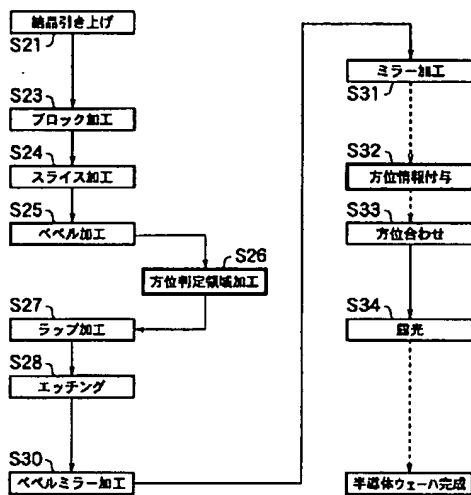 結晶引き上げ
S21
S23
ブロック加工
S24
スライス加工
S25
ベベル加工
S26
方位判定領域加工
S27
ラップ加工
S28
エッチング
S30
ベベルミラー加工
ミラー加工
S31
S32
方位情報付与
S33
方位合わせ
S34
露光
半導体ウェーハ完成